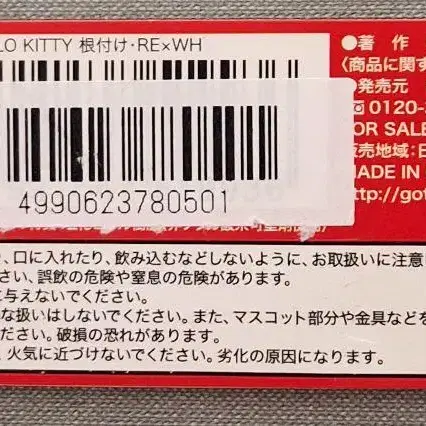 LO KITTY 根付け・RE×WH
4990623780501
●著 作
〈商品に関す
●発売元
0120-
OR SALE
販売地域:日
MADE IN
http://got
、口に入れたり、飲み込むなどしないように、お取扱いに注意し
さい、誤飲の危険や窒息の危険があります。
に与えないでください。
な扱いはしないでください。また、マスコット部分や金具などを
ださい。破損の恐れがあります。
、火気に近づけないでください。劣化の原因になります。